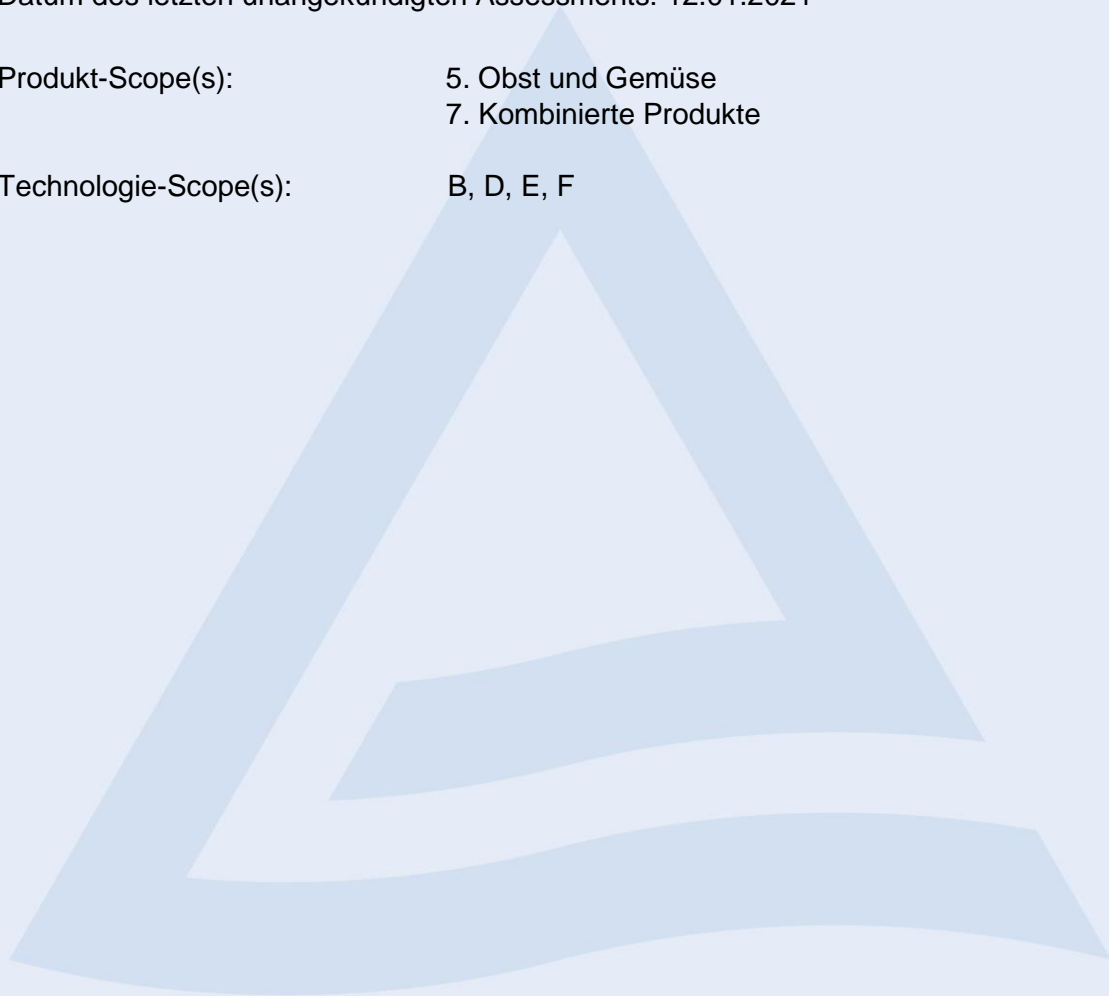 Datum des letzten unangekündigten Assessments: 12.01.2021
Produkt-Scope(s): 5. Obst und Gemüse
7. Kombinierte Produkte
Technologie-Scope(s): B, D, E, F